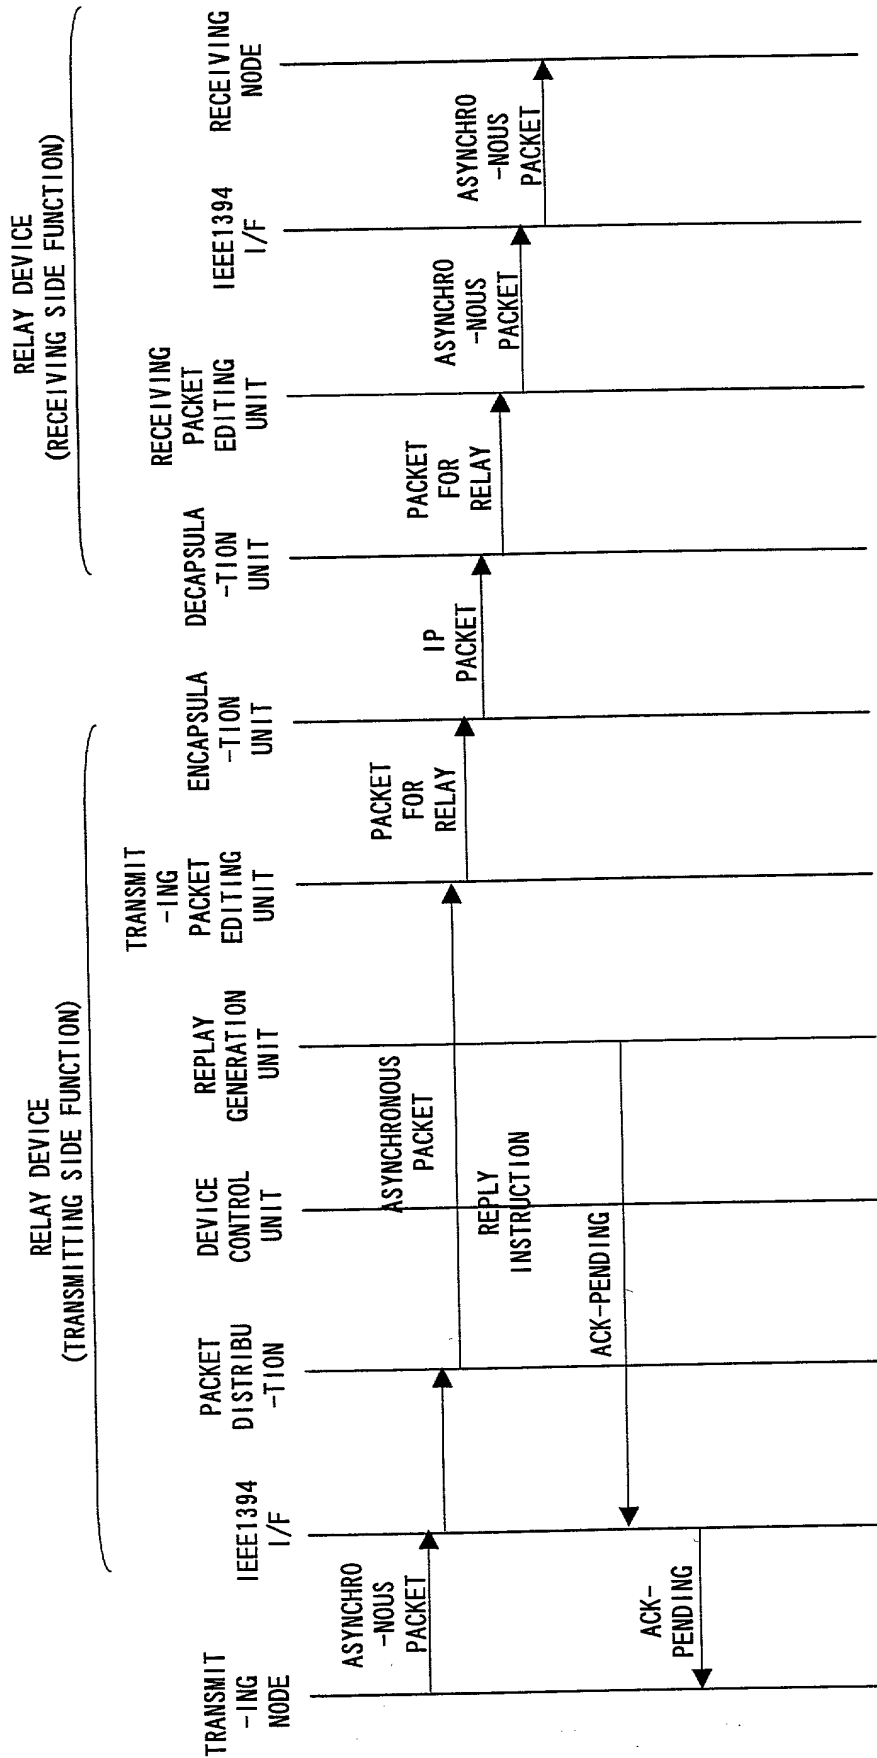 RELAY DEVICE
(TRANSMITTING SIDE FUNCTION)
RELAY DEVICE
(RECEIVING SIDE FUNCTION)
TRANSMIT
-ING
NODE
IEEE1394
I/F
PACKET
DISTRIBU
-TION
DEVICE
CONTROL
UNIT
REPLAY
GENERATION
UNIT
TRANSMIT
-ING
PACKET
EDITING
UNIT
ENCAPSULA
-TION
UNIT
DECAPSULA
-TION
UNIT
RECEIVING
PACKET
EDITING
UNIT
IEEE1394
I/F
RECEIVING
NODE
ASYNCHRO
-NOUS
PACKET
ASYNCHRONOUS
PACKET
PACKET
FOR
RELAY
IP
PACKET
PACKET
FOR
RELAY
ASYNCHRO
-NOUS
PACKET
ASYNCHRO
-NOUS
PACKET
REPLY
INSTRUCTION
ACK-PENDING
ACK-
PENDING